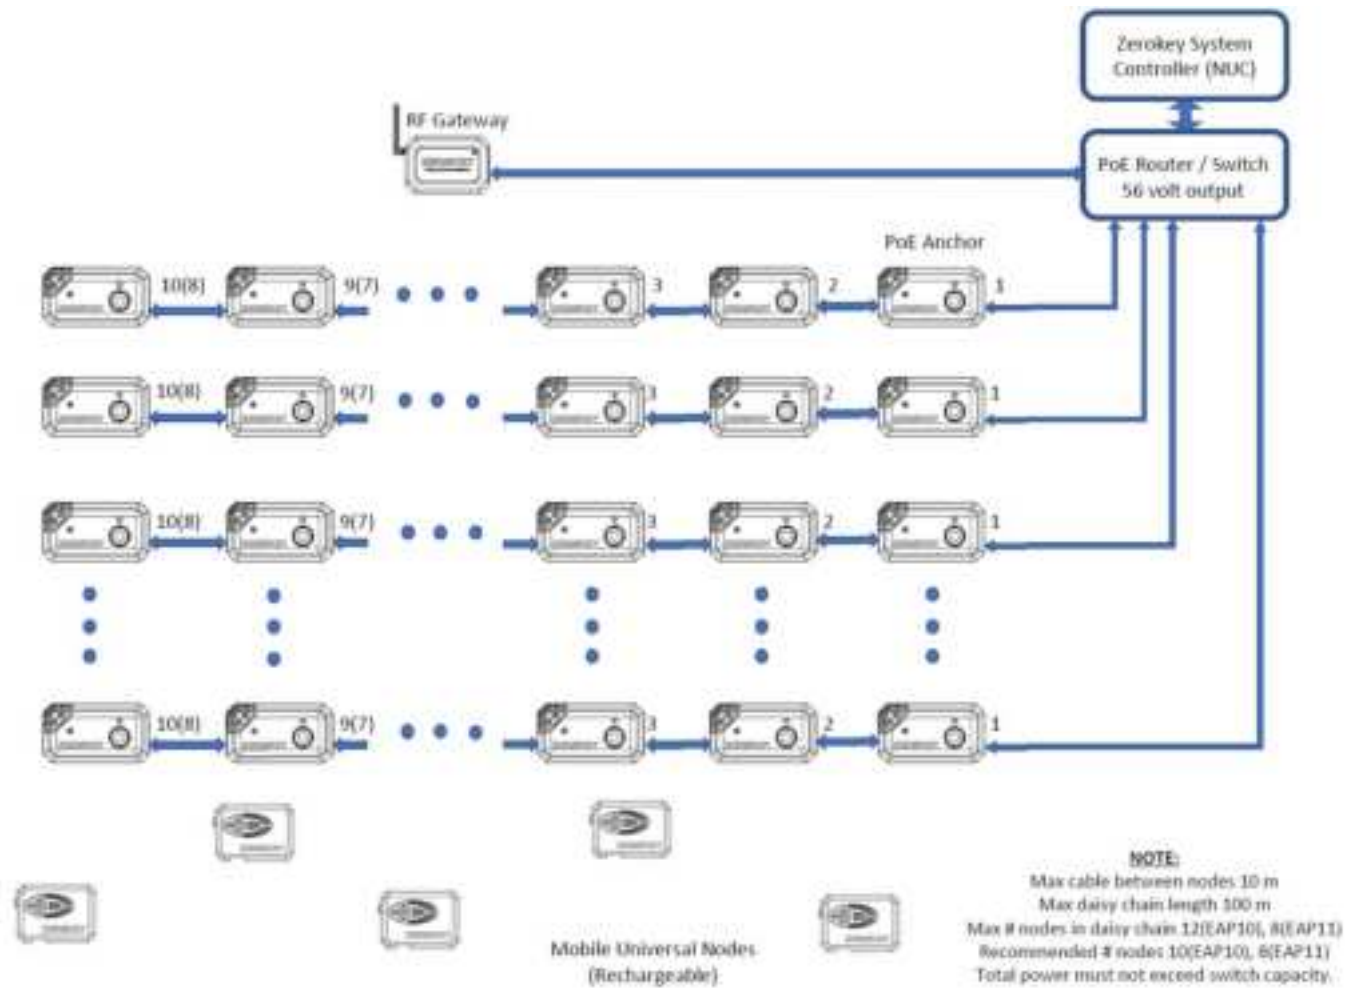 Zerokey System
Controller (NUC)
RF Gateway
PoE Router / Switch
56 volt output
PoE Anchor
10(8) 9(7) 3 2 1
10(8) 9(7) 3 2 1
10(8) 9(7) 3 2 1
10(8) 9(7) 3 2 1
NOTE:
Max cable between nodes 10 m
Max daisy chain length 100 m
Max # nodes in daisy chain 12(EAP10), 8(EAP11)
Recommended # nodes 10(EAP10), 6(EAP11)
Total power must not exceed switch capacity.
Mobile Universal Nodes
(Rechargeable)